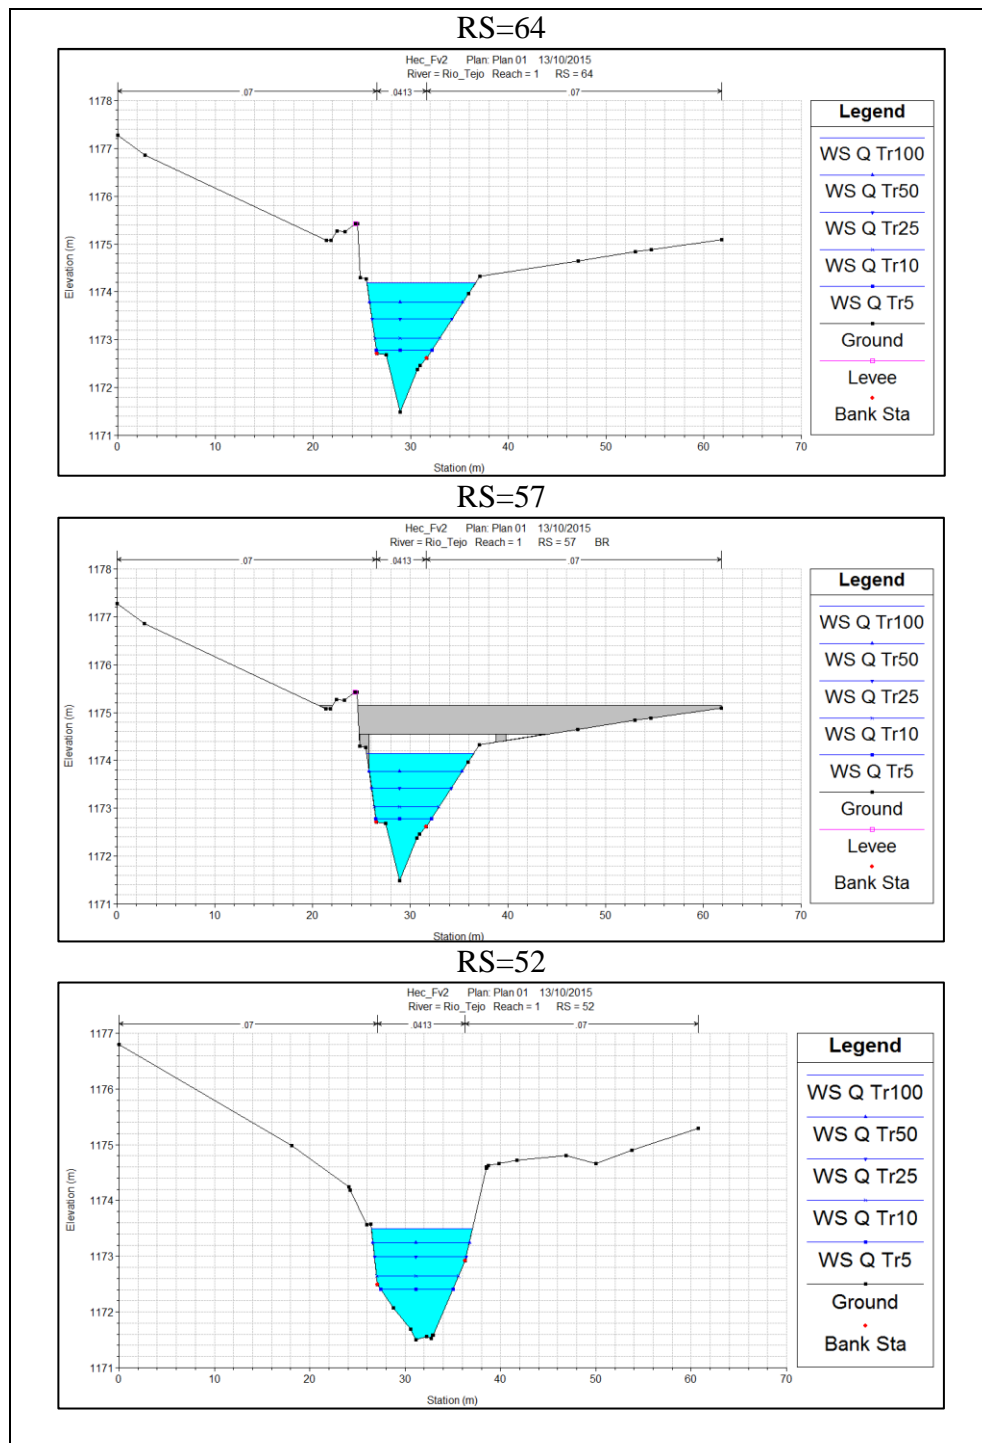 RS=64
Hec_Fv2 Plan: Plan 01 13/10/2015
River = Rio_Tejo Reach = 1 RS = 64
.07 .0413 .07
1178
1177
1176
1175
1174
1173
1172
1171
Elevation (m)
0 10 20 30 40 50 60 70
Station (m)
Legend
WS Q Tr100
WS Q Tr50
WS Q Tr25
WS Q Tr10
WS Q Tr5
Ground
Levee
Bank Sta
RS=57
Hec_Fv2 Plan: Plan 01 13/10/2015
River = Rio_Tejo Reach = 1 RS = 57 BR
.07 .0413 .07
1178
1177
1176
1175
1174
1173
1172
1171
Elevation (m)
0 10 20 30 40 50 60 70
Station (m)
Legend
WS Q Tr100
WS Q Tr50
WS Q Tr25
WS Q Tr10
WS Q Tr5
Ground
Levee
Bank Sta
RS=52
Hec_Fv2 Plan: Plan 01 13/10/2015
River = Rio_Tejo Reach = 1 RS = 52
.07 .0413 .07
1177
1176
1175
1174
1173
1172
1171
Elevation (m)
0 10 20 30 40 50 60 70
Station (m)
Legend
WS Q Tr100
WS Q Tr50
WS Q Tr25
WS Q Tr10
WS Q Tr5
Ground
Bank Sta